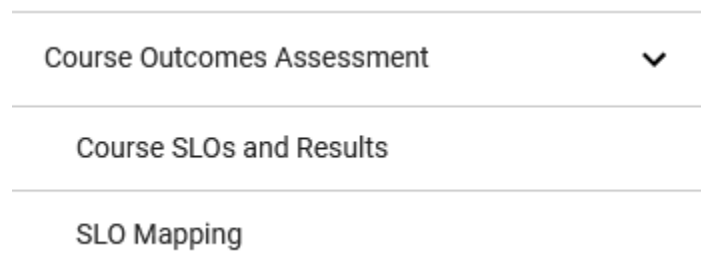 Course Outcomes Assessment
Course SLOs and Results
SLO Mapping